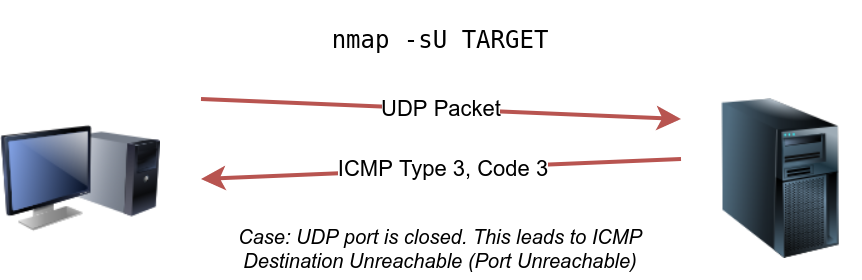 nmap -sU TARGET
UDP Packet
ICMP Type 3, Code 3
Case: UDP port is closed. This leads to ICMP
Destination Unreachable (Port Unreachable)